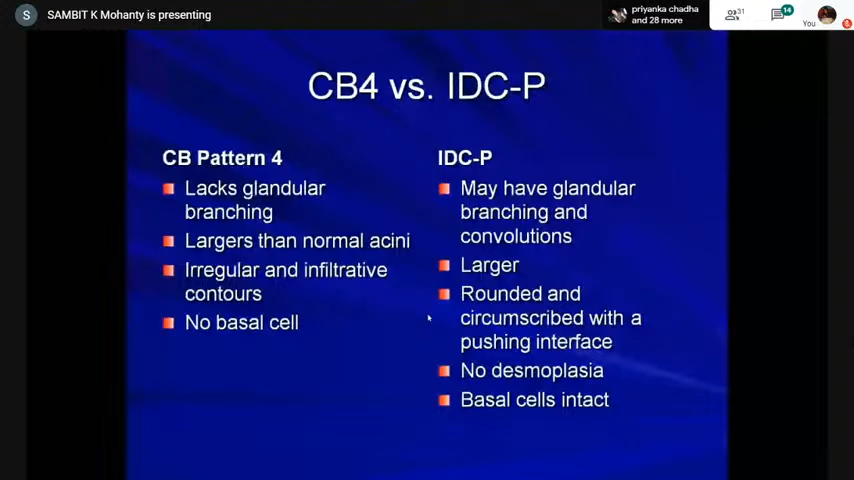 S SAMBIT K Mohanty is presenting
priyanka chadha
and 28 more
31
14
You
CB4 vs. IDC-P
CB Pattern 4
Lacks glandular
branching
Largers than normal acini
Irregular and infiltrative
contours
No basal cell
IDC-P
May have glandular
branching and
convolutions
Larger
Rounded and
circumscribed with a
pushing interface
No desmoplasia
Basal cells intact